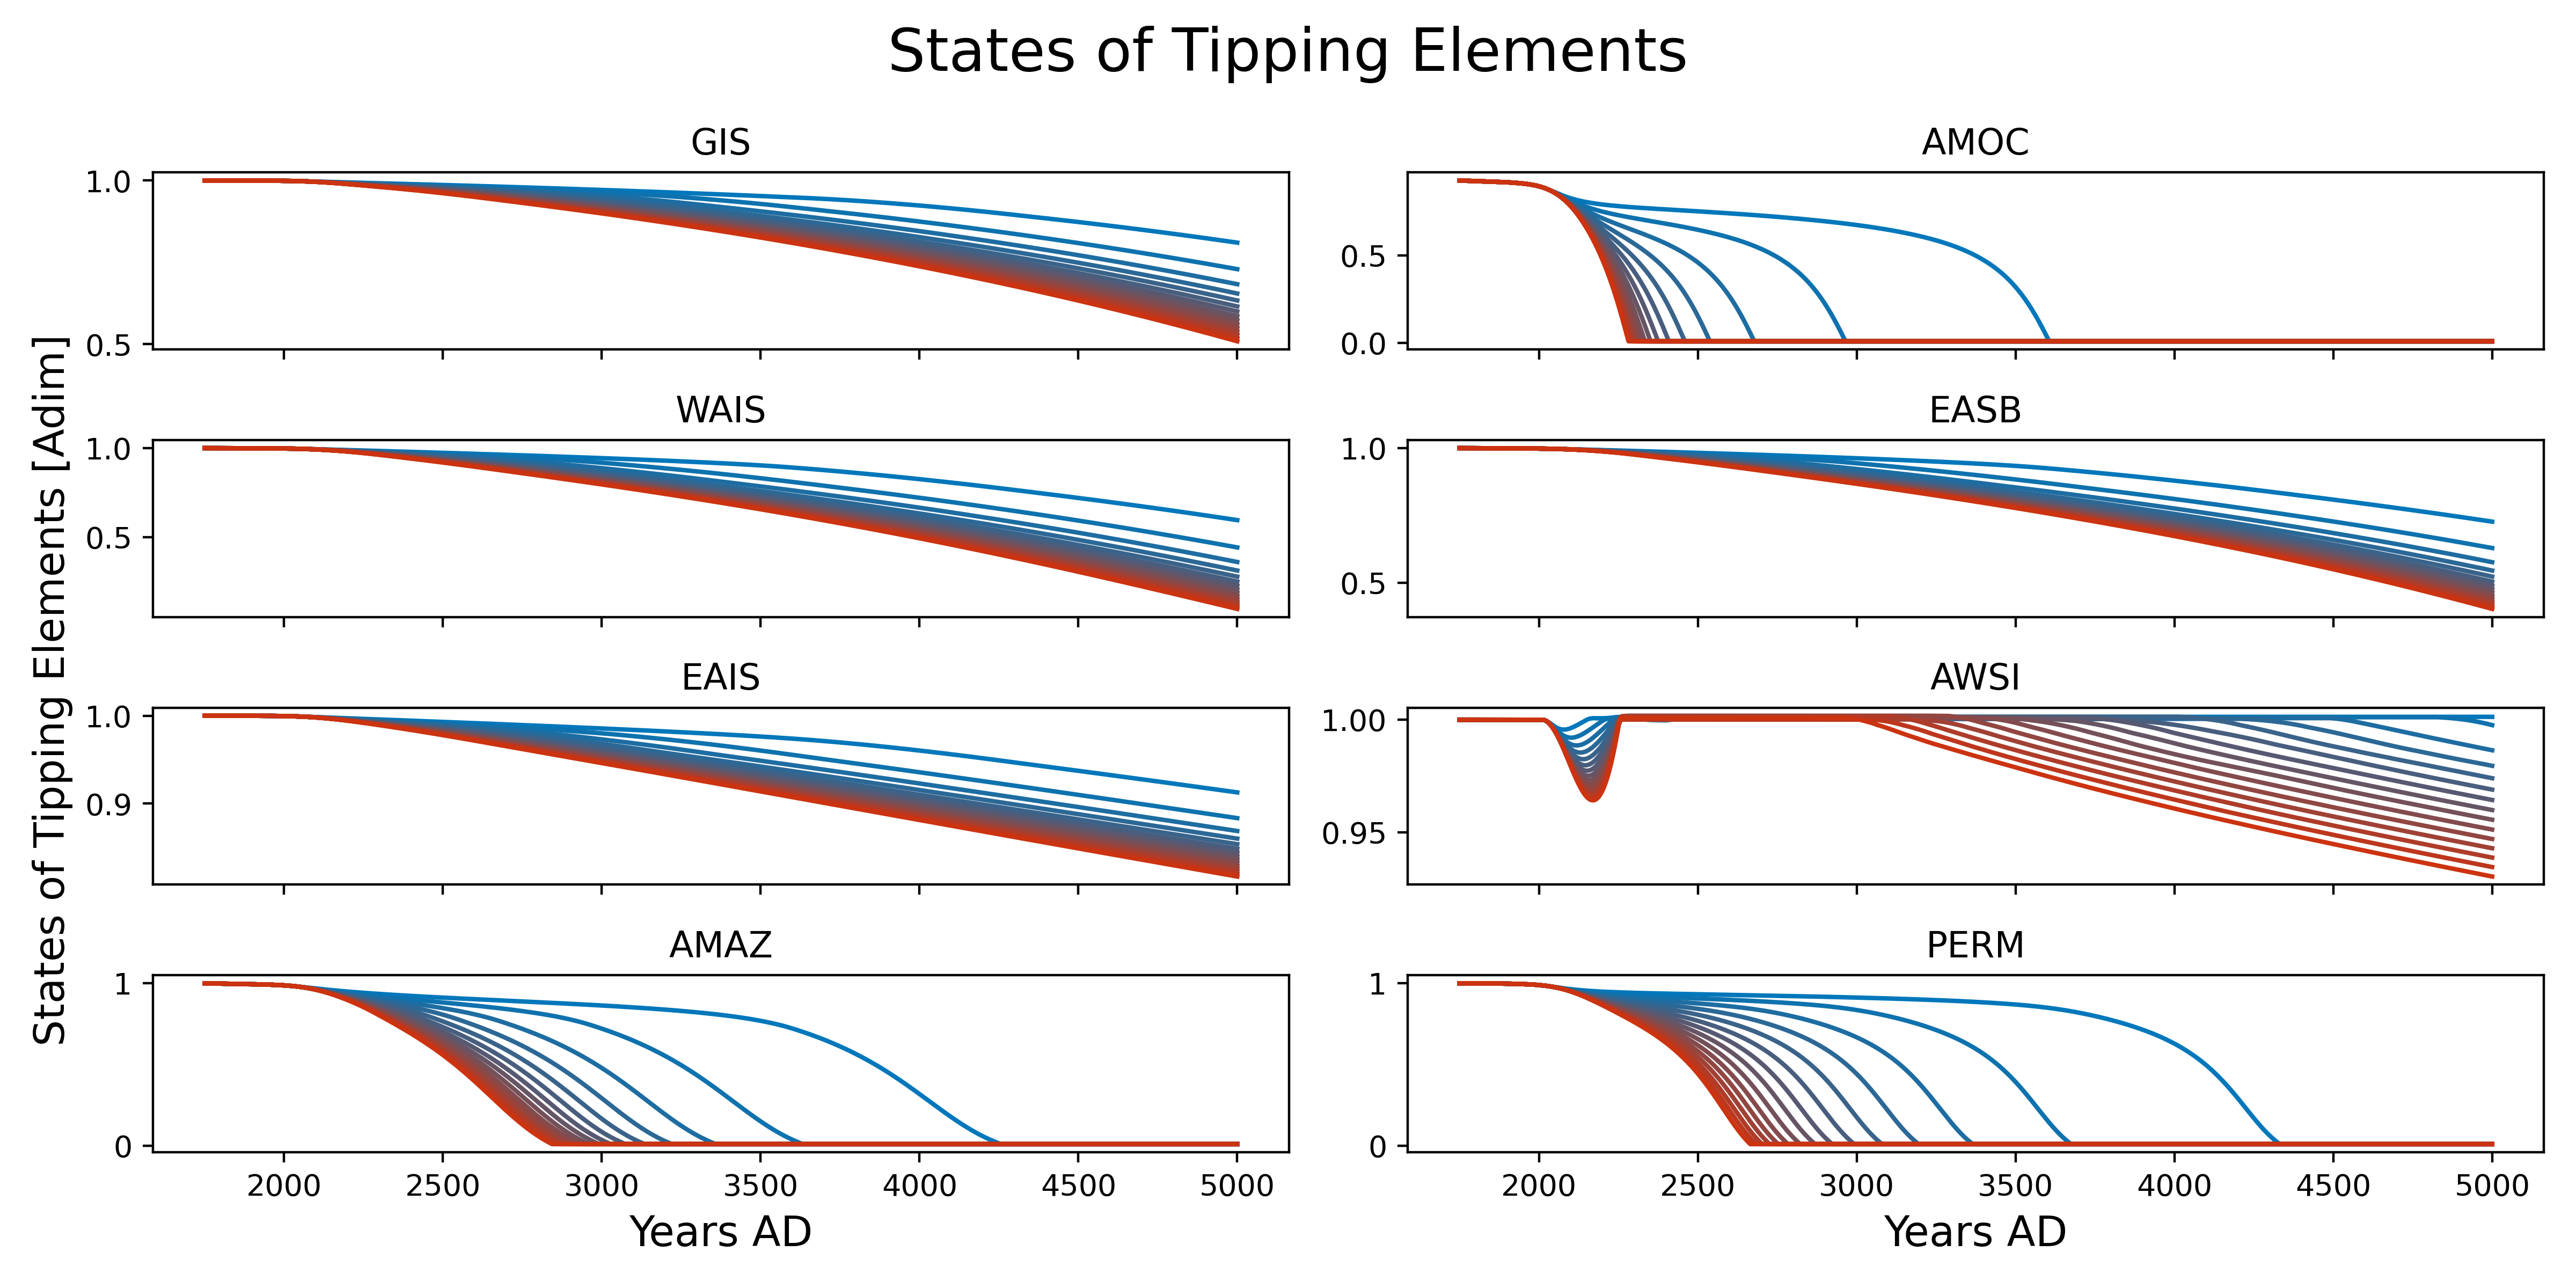 States of Tipping Elements
GIS
1.0
0.5
AMOC
0.5
0.0
WAIS
1.0
0.5
EASB
1.0
0.5
States of Tipping Elements [Adim]
EAIS
1.0
0.9
AWSI
1.00
0.95
AMAZ
1
0
2000 2500 3000 3500 4000 4500 5000
Years AD
PERM
1
0
2000 2500 3000 3500 4000 4500 5000
Years AD